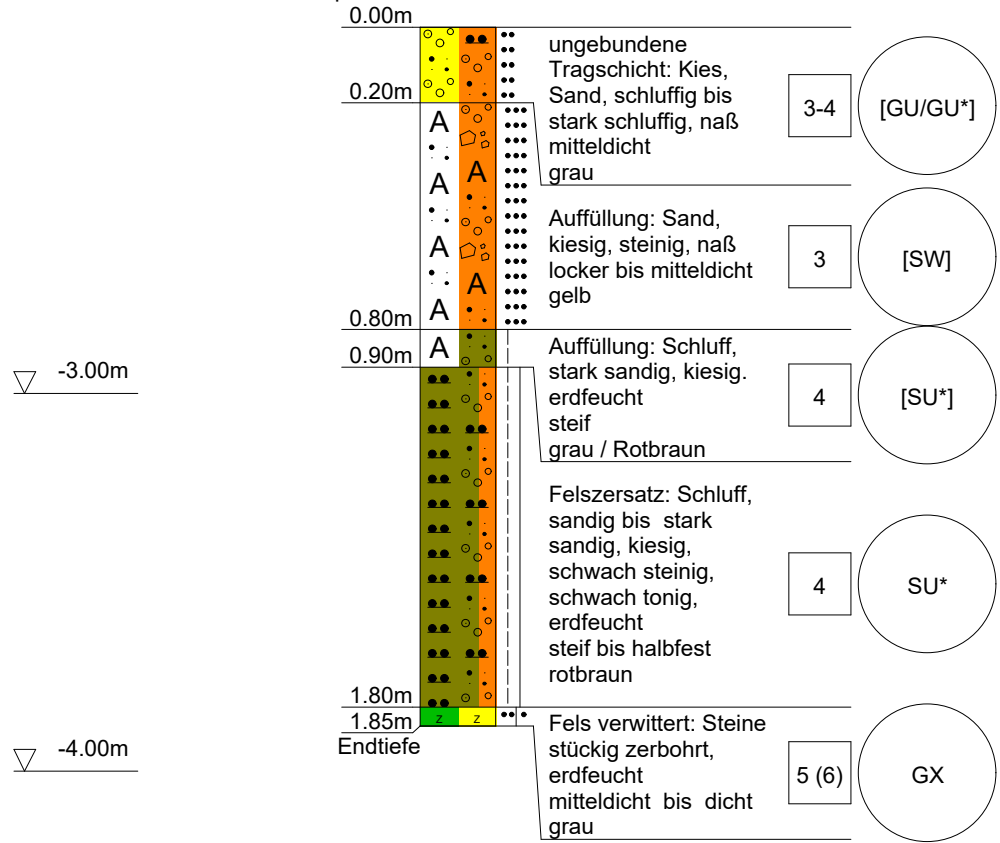 0.00m
ungebundene
Tragschicht: Kies,
Sand, schluffig bis
stark schluffig, naß
mitteldicht
grau
3-4
[GU/GU*]
0.20m
A
A
A
A
A
A
Auffüllung: Sand,
kiesig, steinig, naß
locker bis mitteldicht
gelb
3
[SW]
0.80m
A
Auffüllung: Schluff,
stark sandig, kiesig.
erdfeucht
steif
grau / Rotbraun
4
[SU*]
0.90m
-3.00m
Felszersatz: Schluff,
sandig bis stark
sandig, kiesig,
schwach steinig,
schwach tonig,
erdfeucht
steif bis halbfest
rotbraun
4
SU*
1.80m
z z
1.85m
Endtiefe
-4.00m
Fels verwittert: Steine
stückig zerbohrt,
erdfeucht
mitteldicht bis dicht
grau
5 (6)
GX